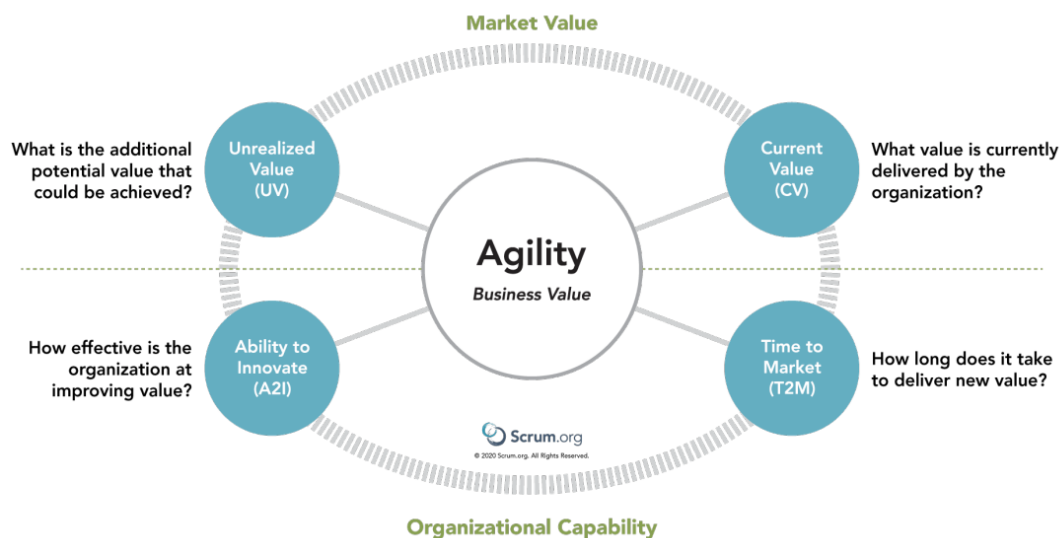 Market Value
What is the additional
potential value that
could be achieved?
Unrealized
Value
(UV)
Current
Value
(CV)
What value is currently
delivered by the
organization?
Agility
Business Value
How effective is the
organization at
improving value?
Ability to
Innovate
(A2I)
Time to
Market
(T2M)
How long does it take
to deliver new value?
Scrum.org
© 2020 Scrum.org. All Rights Reserved.
Organizational Capability